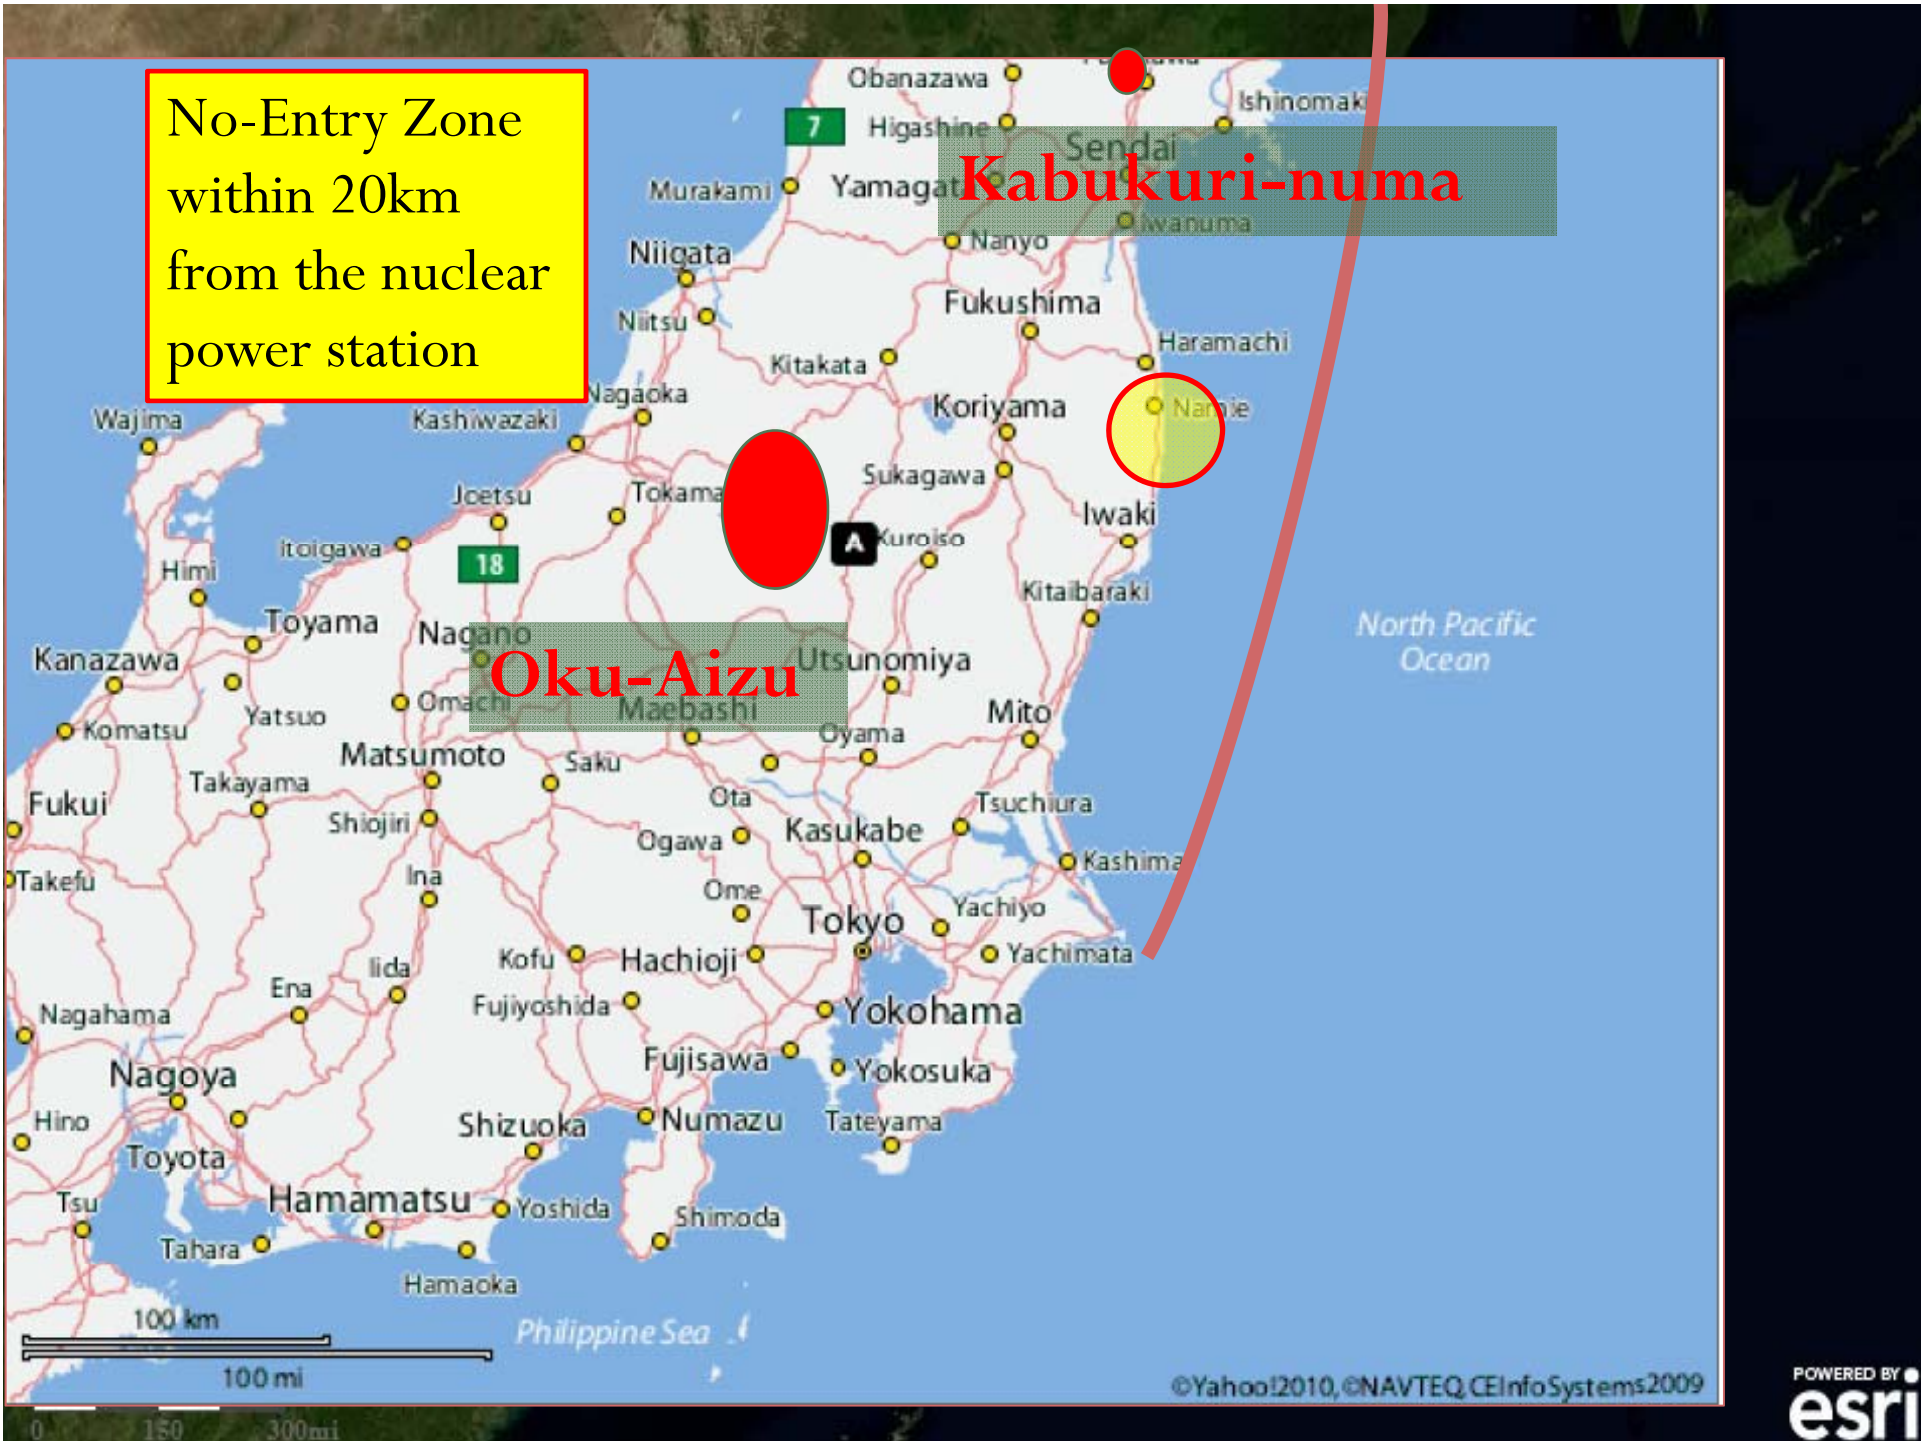 No-Entry Zone
within 20km
from the nuclear
power station
Obanazawa
Ishinomaki
7
Higashine
Sendai
Murakami
Kabukuri-numa
Iwanuma
Nanyo
Niigata
Fukushima
Niitsu
Haramachi
Kitakata
Nagaoka
Koriyama
Namie
Wajima
Kashiwazaki
Sukagawa
Joetsu
Iwaki
A
Kuroiso
Itoigawa
18
Himi
Kitaibaraki
Toyama
Nagano
North Pacific
Ocean
Kanazawa
Oku-Aizu
Utsunomiya
Omachi
Maebashi
Mito
Yatsuo
Komatsu
Oyama
Matsumoto
Saku
Takayama
Ota
Tsuchiura
Fukui
Shiojiri
Ogawa
Kasukabe
Kashima
Takefu
Ina
Ome
Yachiyo
Tokyo
Kofu
Hachioji
Yachimata
Iida
Ena
Fujiyoshida
Yokohama
Nagahama
Fujisawa
Yokosuka
Nagoya
Hino
Shizuoka
Numazu
Tateyama
Toyota
Tsu
Hamamatsu
Yoshida
Shimoda
Tahara
Hamaoka
100 km
Philippine Sea
100 mi
©Yahoo!2010, ©NAVTEQ, CEInfoSystems2009
POWERED BY
esri
0 150 300mi